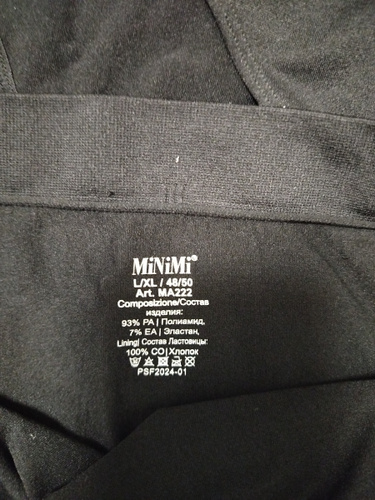 MiNiMi®
L/XL / 48/50
Art. MA222
Composizione/Состав
изделия:
93% PA | Полиамид,
7% EA | Эластан,
Lining| Состав Ластовицы:
100% CO | Хлопок
PSF2024-01